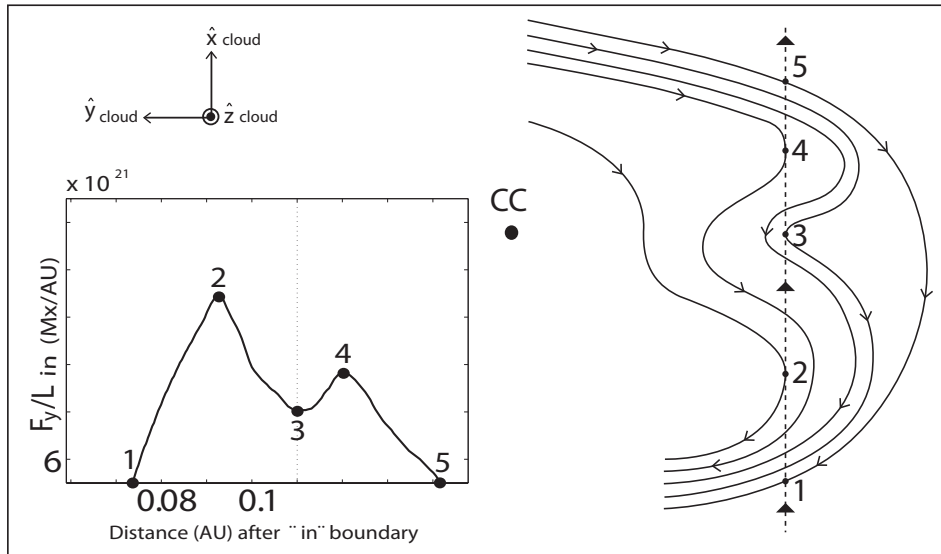 x̂ cloud
ŷ cloud
ẑ cloud
x 10 21
F_y/L in (Mx/AU)
6
1
2
3
4
5
0.08
0.1
Distance (AU) after ¨in¨ boundary
CC
5
4
3
2
1